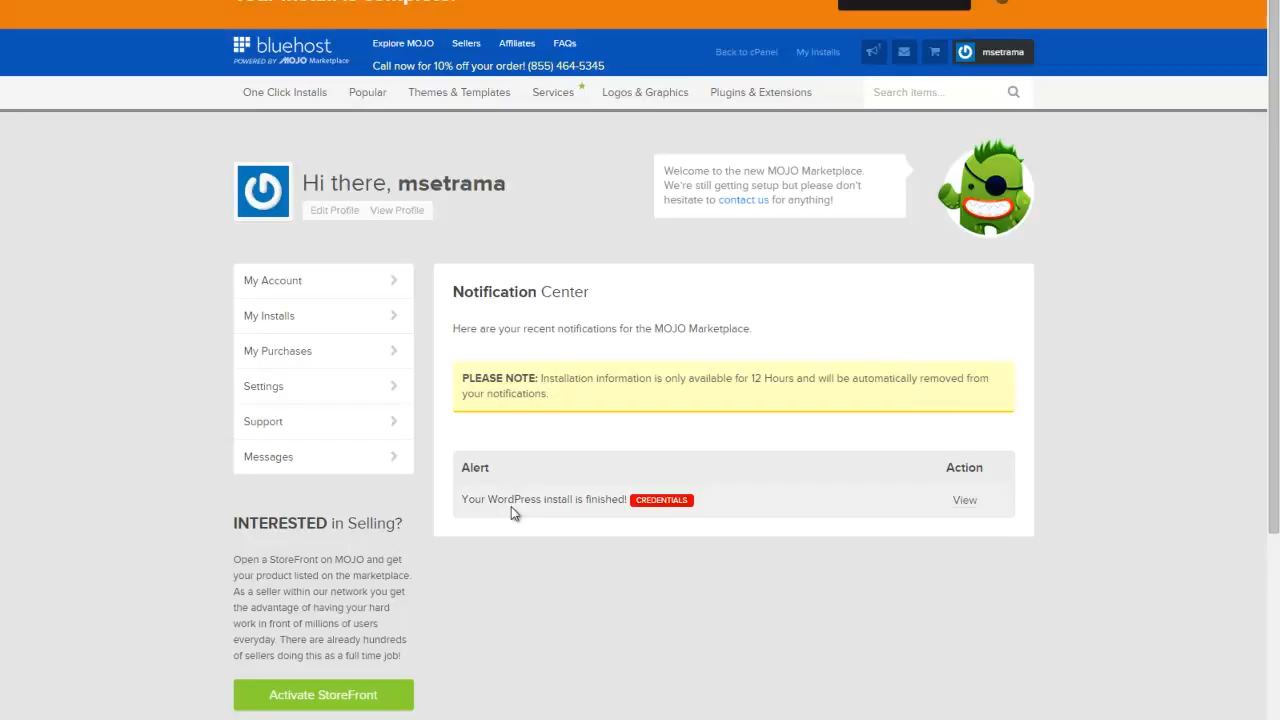 Your install is complete!
bluehost
POWERED BY MOJO Marketplace
Explore MOJO Sellers Affiliates FAQs
Call now for 10% off your order! (855) 464-5345
Back to cPanel My Installs msetrama
One Click Installs Popular Themes & Templates Services Logos & Graphics Plugins & Extensions Search items...
Hi there, msetrama
Edit Profile View Profile
Welcome to the new MOJO Marketplace.
We're still getting setup but please don't
hesitate to contact us for anything!
My Account
My Installs
My Purchases
Settings
Support
Messages
Notification Center
Here are your recent notifications for the MOJO Marketplace.
PLEASE NOTE: Installation information is only available for 12 Hours and will be automatically removed from
your notifications.
Alert Action
Your WordPress install is finished! CREDENTIALS View
INTERESTED in Selling?
Open a StoreFront on MOJO and get
your product listed on the marketplace.
As a seller within our network you get
the advantage of having your hard
work in front of millions of users
everyday. There are already hundreds
of sellers doing this as a full time job!
Activate StoreFront